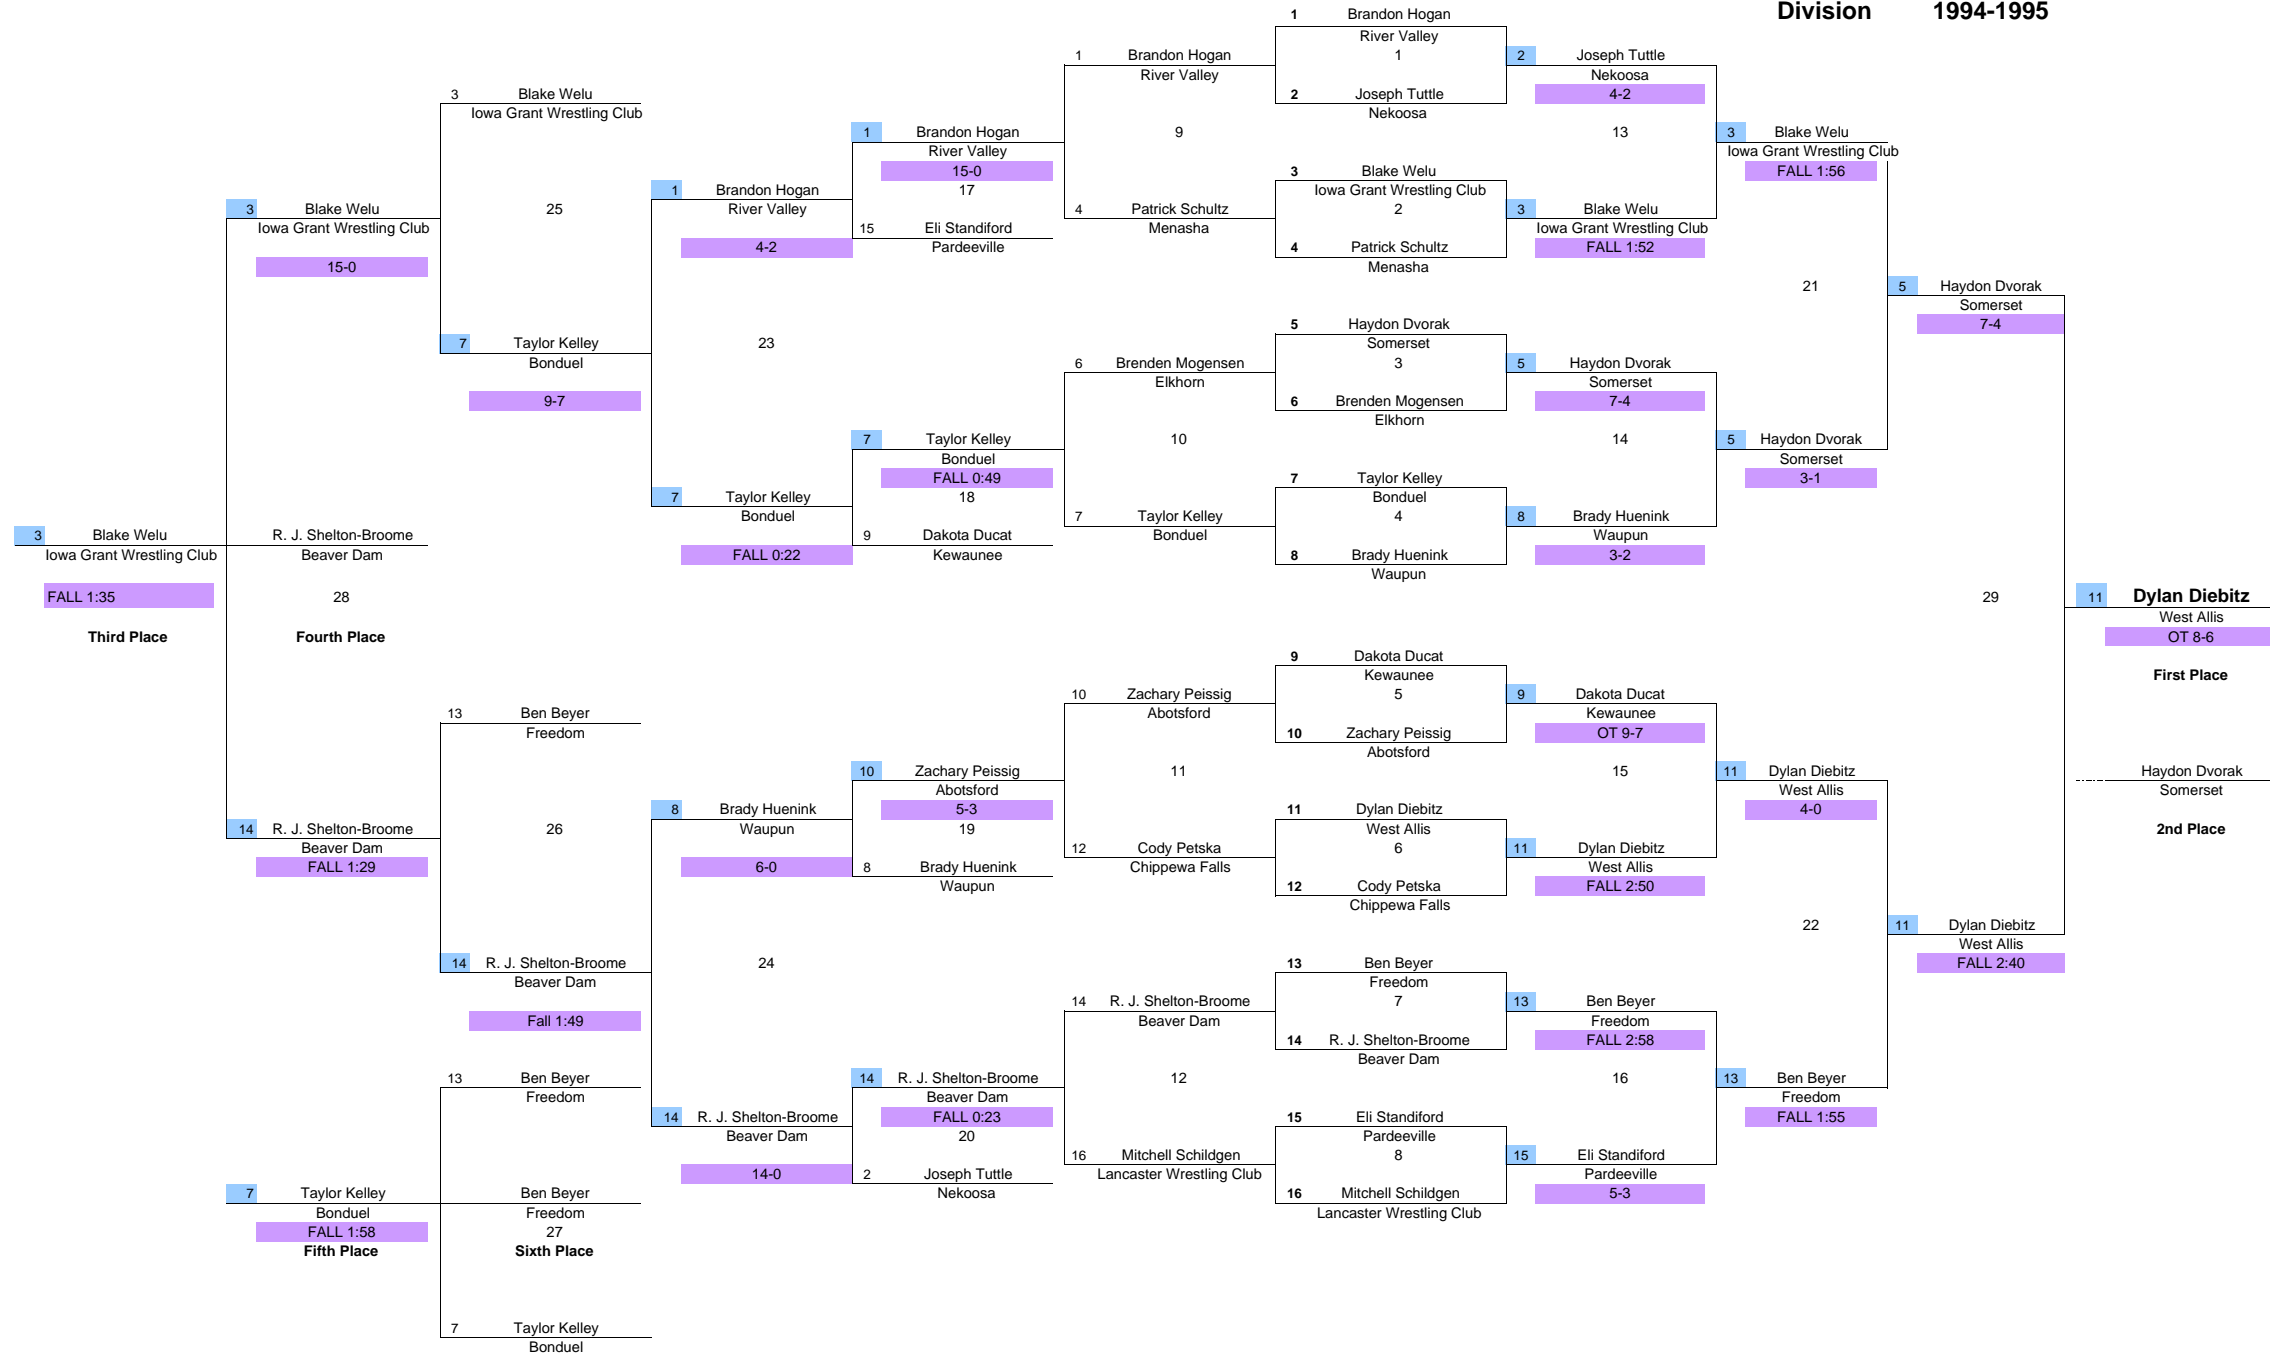 Division 1994-1995
1 Brandon Hogan
River Valley
1
2 Joseph Tuttle
Nekoosa
3 Blake Welu
Iowa Grant Wrestling Club
2
4 Patrick Schultz
Menasha
5 Haydon Dvorak
Somerset
3
6 Brenden Mogensen
Elkhorn
7 Taylor Kelley
Bonduel
4
8 Brady Huenink
Waupun
9 Dakota Ducat
Kewaunee
5
10 Zachary Peissig
Abotsford
11 Dylan Diebitz
West Allis
6
12 Cody Petska
Chippewa Falls
13 Ben Beyer
Freedom
7
14 R. J. Shelton-Broome
Beaver Dam
15 Eli Standiford
Pardeeville
8
16 Mitchell Schildgen
Lancaster Wrestling Club
2 Joseph Tuttle
Nekoosa
4-2
13
3 Blake Welu
Iowa Grant Wrestling Club
FALL 1:52
5 Haydon Dvorak
Somerset
7-4
14
8 Brady Huenink
Waupun
3-2
9 Dakota Ducat
Kewaunee
OT 9-7
15
11 Dylan Diebitz
West Allis
FALL 2:50
13 Ben Beyer
Freedom
FALL 2:58
16
15 Eli Standiford
Pardeeville
5-3
3 Blake Welu
Iowa Grant Wrestling Club
FALL 1:56
21
5 Haydon Dvorak
Somerset
3-1
11 Dylan Diebitz
West Allis
4-0
22
13 Ben Beyer
Freedom
FALL 1:55
5 Haydon Dvorak
Somerset
7-4
29
11 Dylan Diebitz
West Allis
FALL 2:40
11 Dylan Diebitz
West Allis
OT 8-6
First Place
Haydon Dvorak
Somerset
2nd Place
1 Brandon Hogan
River Valley
9
4 Patrick Schultz
Menasha
6 Brenden Mogensen
Elkhorn
10
7 Taylor Kelley
Bonduel
10 Zachary Peissig
Abotsford
11
12 Cody Petska
Chippewa Falls
14 R. J. Shelton-Broome
Beaver Dam
12
16 Mitchell Schildgen
Lancaster Wrestling Club
1 Brandon Hogan
River Valley
15-0
17
15 Eli Standiford
Pardeeville
7 Taylor Kelley
Bonduel
FALL 0:49
18
9 Dakota Ducat
Kewaunee
10 Zachary Peissig
Abotsford
5-3
19
8 Brady Huenink
Waupun
14 R. J. Shelton-Broome
Beaver Dam
FALL 0:23
20
2 Joseph Tuttle
Nekoosa
1 Brandon Hogan
River Valley
4-2
23
7 Taylor Kelley
Bonduel
FALL 0:22
8 Brady Huenink
Waupun
6-0
24
14 R. J. Shelton-Broome
Beaver Dam
14-0
3 Blake Welu
Iowa Grant Wrestling Club
25
7 Taylor Kelley
Bonduel
9-7
13 Ben Beyer
Freedom
26
14 R. J. Shelton-Broome
Beaver Dam
Fall 1:49
3 Blake Welu
Iowa Grant Wrestling Club
15-0
14 R. J. Shelton-Broome
Beaver Dam
FALL 1:29
3 Blake Welu
Iowa Grant Wrestling Club
FALL 1:35
Third Place
R. J. Shelton-Broome
Beaver Dam
28
Fourth Place
13 Ben Beyer
Freedom
7 Taylor Kelley
Bonduel
FALL 1:58
Fifth Place
Ben Beyer
Freedom
27
Sixth Place
7 Taylor Kelley
Bonduel